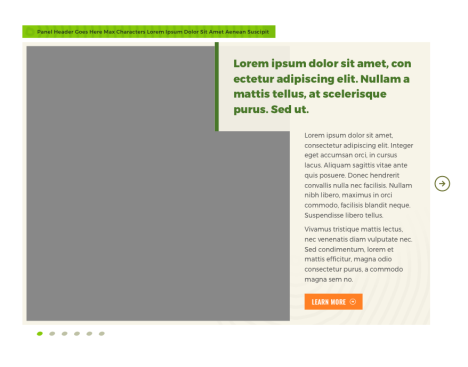 Panel Header Goes Here Max Characters Lorem Ipsum Dolor Sit Amet Aenean Suscipit
Lorem ipsum dolor sit amet, con
ectetur adipiscing elit. Nullam a
mattis tellus, at scelerisque
purus. Sed ut.
Lorem ipsum dolor sit amet,
consectetur adipiscing elit. Integer
eget accumsan orci, in cursus
lacus. Aliquam sagittis vitae ante
quis posuere. Donec hendrerit
convallis nulla nec facilisis. Nullam
nibh libero, maximus in orci
commodo, facilisis blandit neque.
Suspendisse libero tellus.
Vivamus tristique mattis lectus,
nec venenatis diam vulputate nec.
Sed condimentum, lorem et
mattis efficitur, magna odio
consectetur purus, a commodo
magna sem no.
LEARN MORE